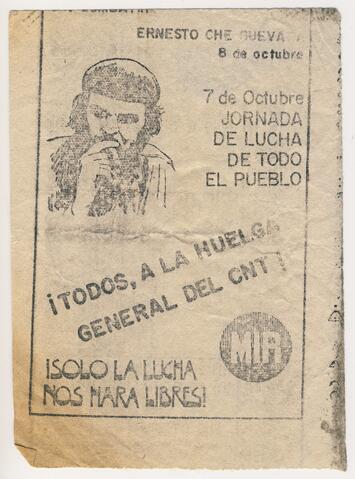 ERNESTO CHE GUEVA
8 de octubre
7 de Octubre
JORNADA
DE LUCHA
DE TODO
EL PUEBLO
¡TODOS, A LA HUELGA
GENERAL DEL CNT!
MIA
¡SOLO LA LUCHA
NOS HARA LIBRES!